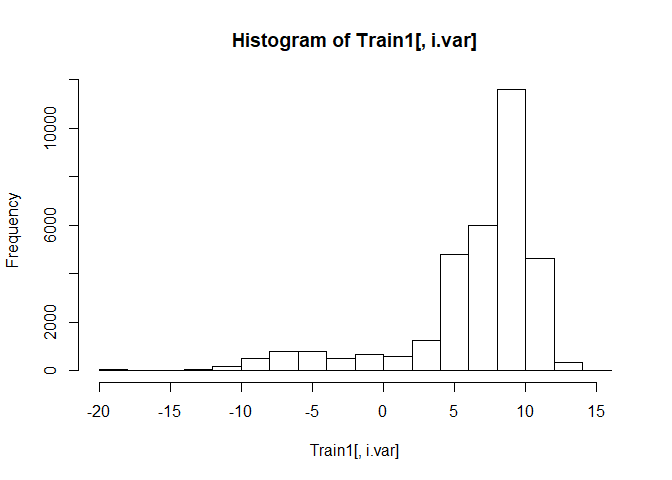 Histogram of Train1[, i.var]
Frequency
10000
6000
2000
0
-20 -15 -10 -5 0 5 10 15
Train1[, i.var]